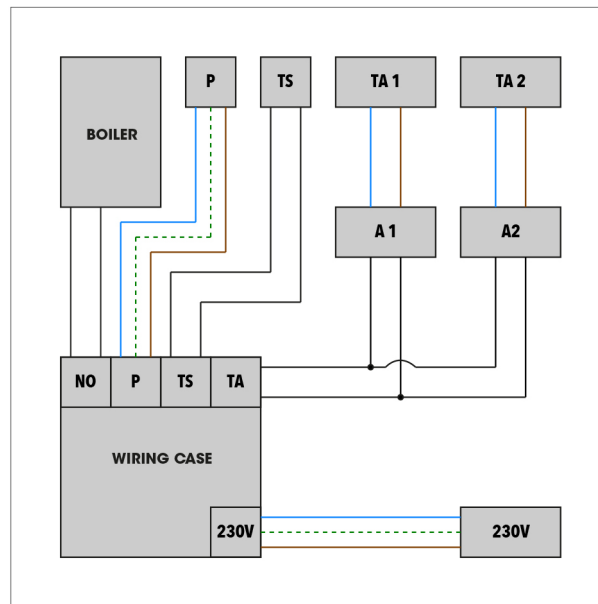 P
TS
TA 1
TA 2
BOILER
A 1
A2
NO
P
TS
TA
WIRING CASE
230V
230V